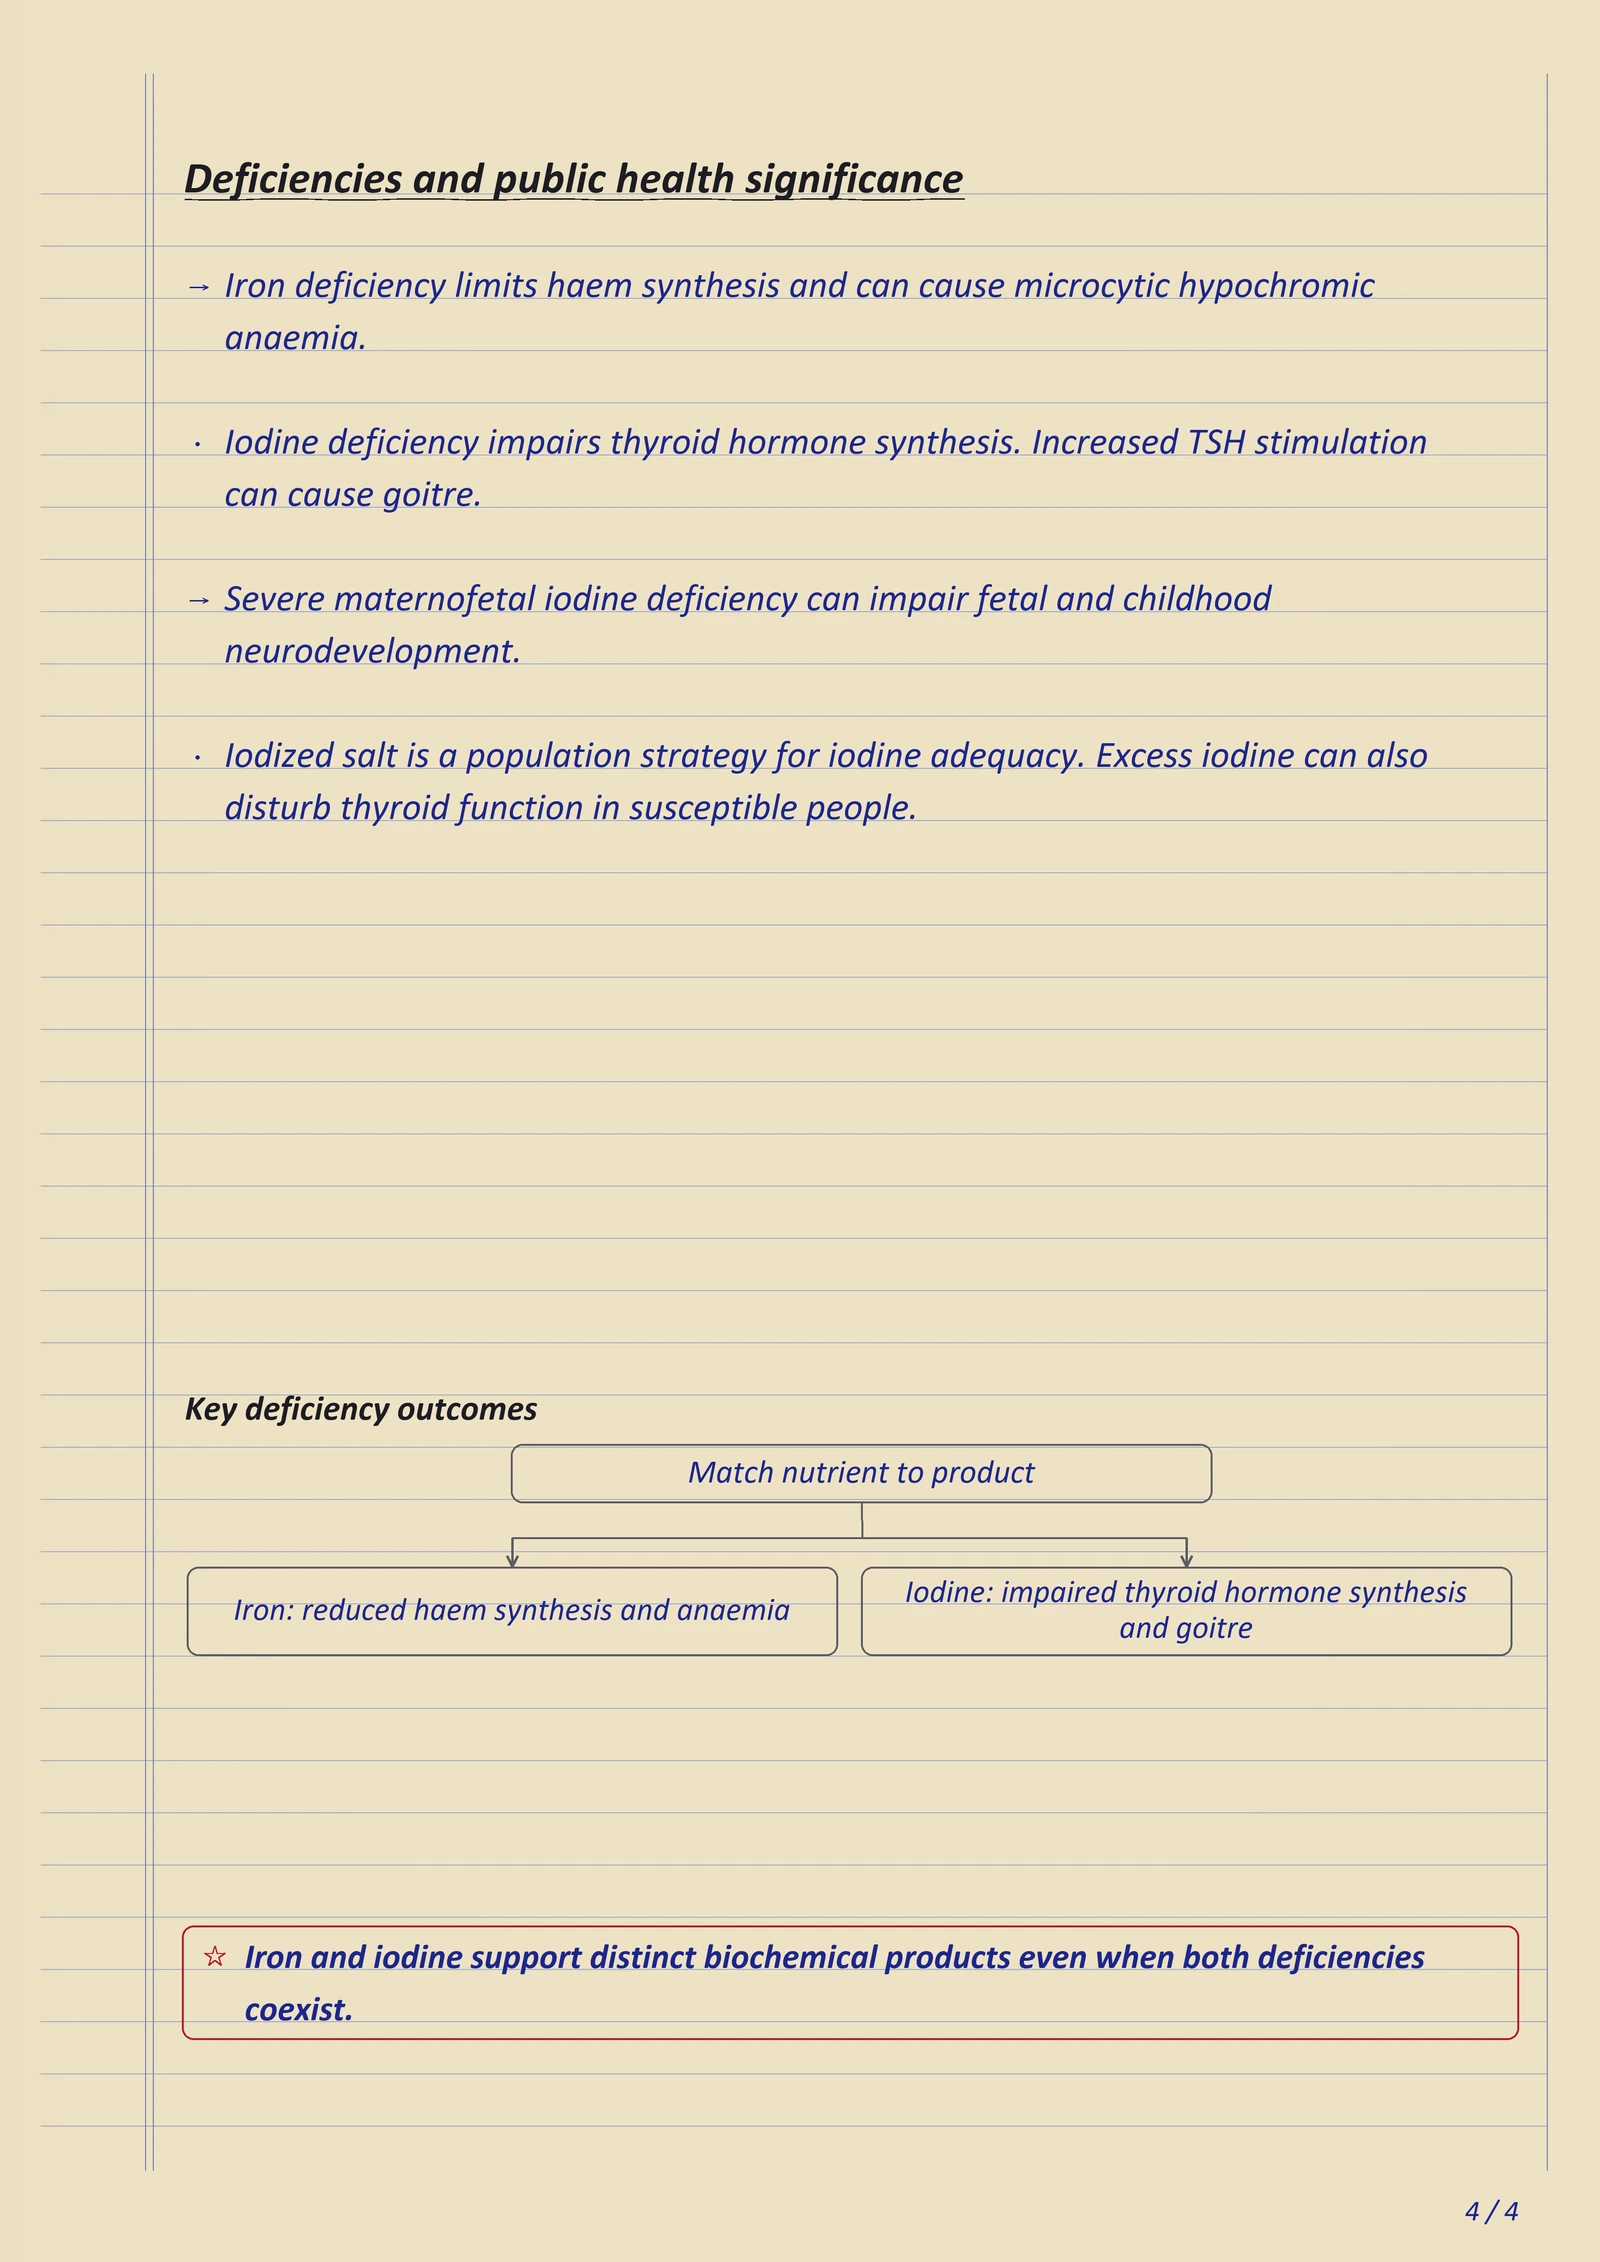 Deficiencies and public health significance
→ Iron deficiency limits haem synthesis and can cause microcytic hypochromic
anaemia.
· Iodine deficiency impairs thyroid hormone synthesis. Increased TSH stimulation
can cause goitre.
→ Severe maternofetal iodine deficiency can impair fetal and childhood
neurodevelopment.
· Iodized salt is a population strategy for iodine adequacy. Excess iodine can also
disturb thyroid function in susceptible people.
Key deficiency outcomes
Match nutrient to product
Iron: reduced haem synthesis and anaemia
Iodine: impaired thyroid hormone synthesis
and goitre
☆ Iron and iodine support distinct biochemical products even when both deficiencies
coexist.
4 / 4